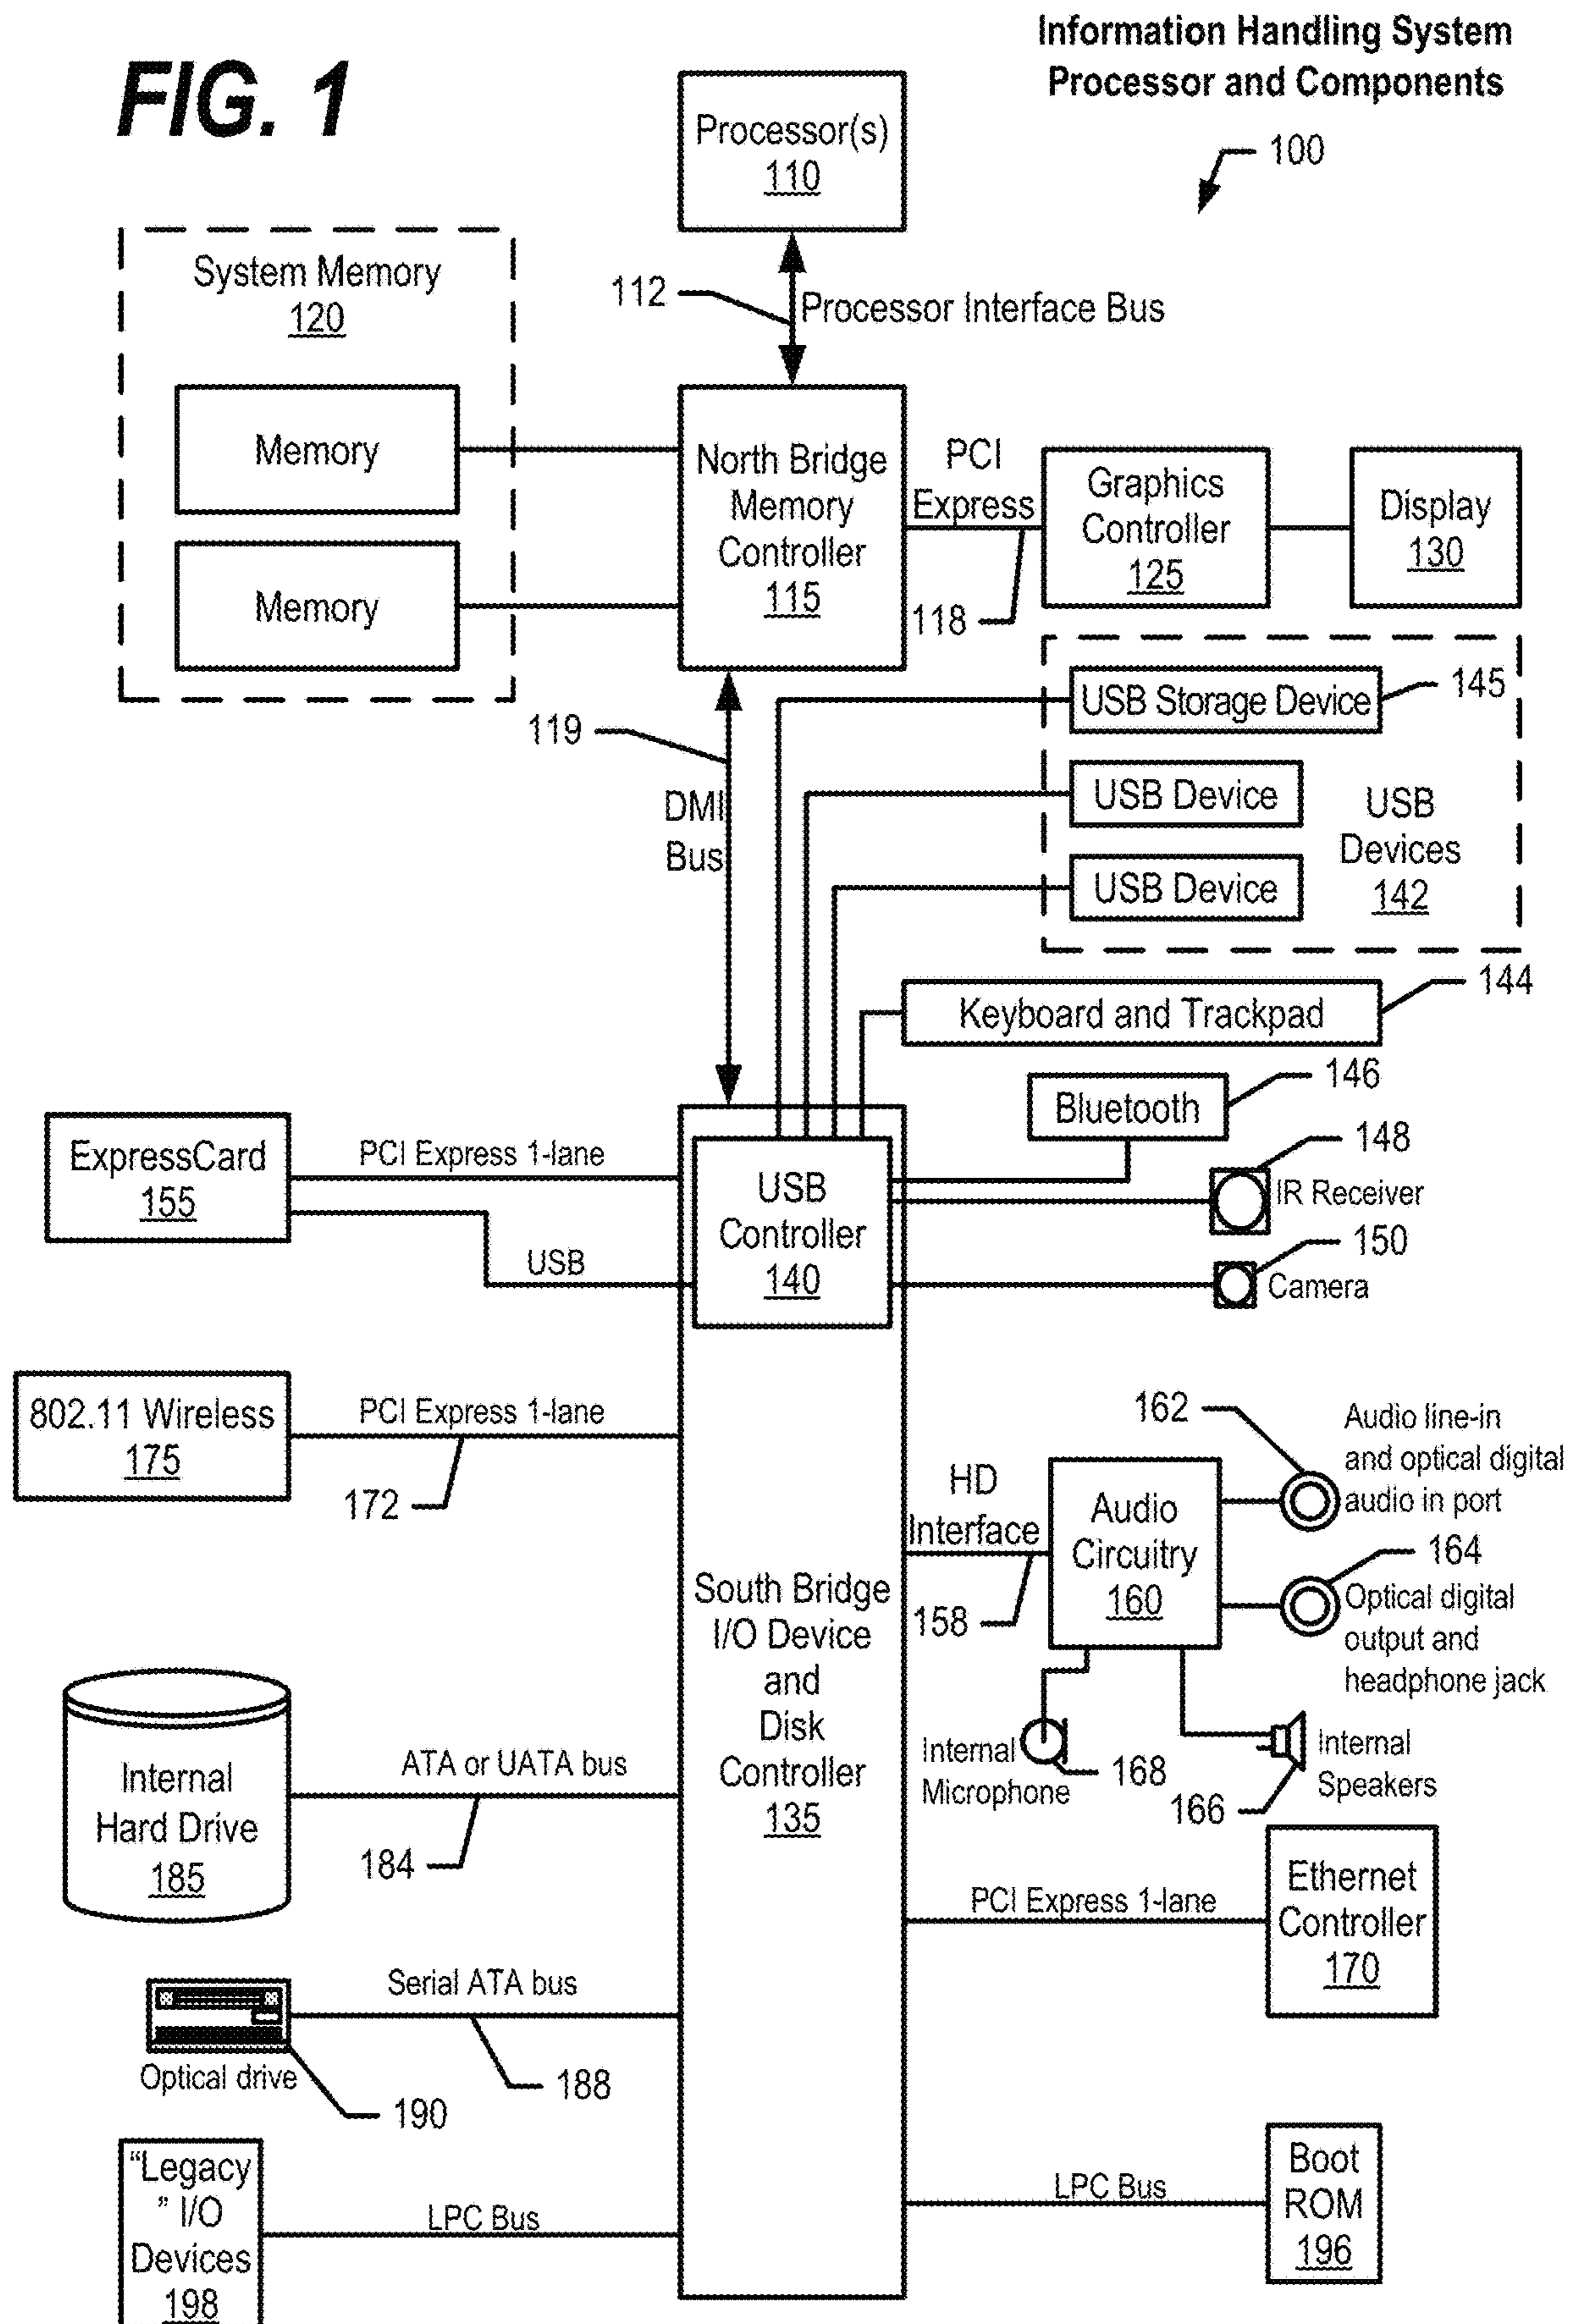 FIG. 1
Information Handling System
Processor and Components
100
Processor(s)
110
112
Processor Interface Bus
System Memory
120
Memory
Memory
North Bridge
Memory
Controller
115
PCI
Express
118
Graphics
Controller
125
Display
130
119
DMI
Bus
USB Storage Device
145
USB Device
USB Device
USB
Devices
142
Keyboard and Trackpad
144
Bluetooth
146
148
IR Receiver
150
Camera
ExpressCard
155
PCI Express 1-lane
USB
USB
Controller
140
802.11 Wireless
175
PCI Express 1-lane
172
South Bridge
I/O Device
and
Disk
Controller
135
HD
Interface
158
Audio
Circuitry
160
162
Audio line-in
and optical digital
audio in port
164
Optical digital
output and
headphone jack
Internal
Microphone
168
166
Internal
Speakers
Internal
Hard Drive
185
ATA or UATA bus
184
PCI Express 1-lane
Ethernet
Controller
170
Serial ATA bus
188
Optical drive
190
“Legacy
” I/O
Devices
198
LPC Bus
LPC Bus
Boot
ROM
196